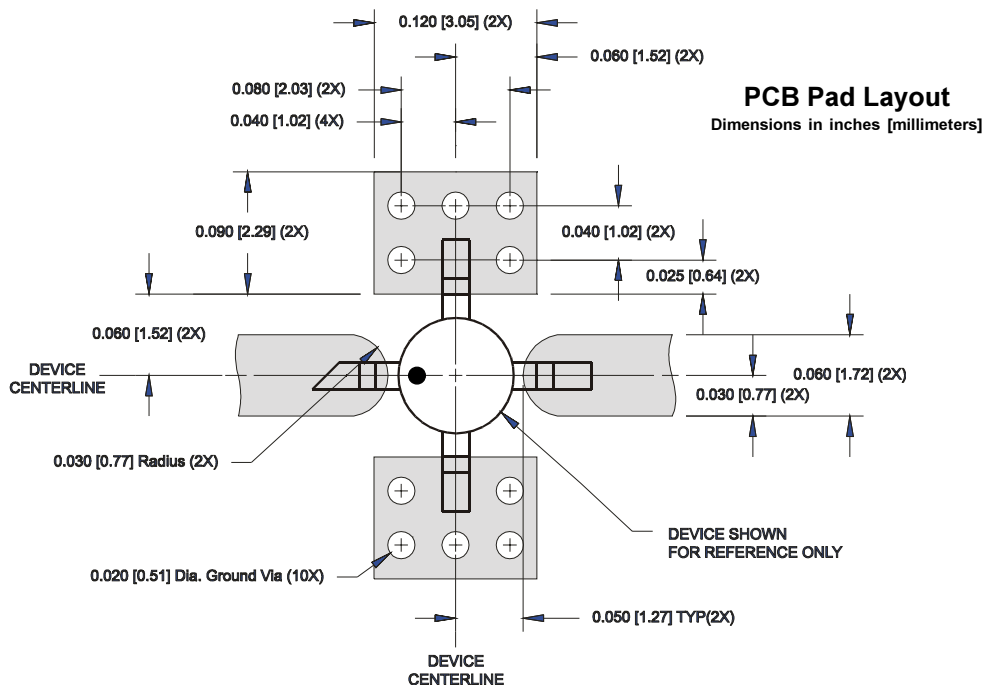 0.120 [3.05] (2X)
0.060 [1.52] (2X)
0.080 [2.03] (2X)
0.040 [1.02] (4X)
PCB Pad Layout
Dimensions in inches [millimeters]
0.090 [2.29] (2X)
0.040 [1.02] (2X)
0.025 [0.64] (2X)
0.060 [1.52] (2X)
DEVICE
CENTERLINE
0.060 [1.72] (2X)
0.030 [0.77] (2X)
0.030 [0.77] Radius (2X)
DEVICE SHOWN
FOR REFERENCE ONLY
0.020 [0.51] Dia. Ground Via (10X)
0.050 [1.27] TYP(2X)
DEVICE
CENTERLINE